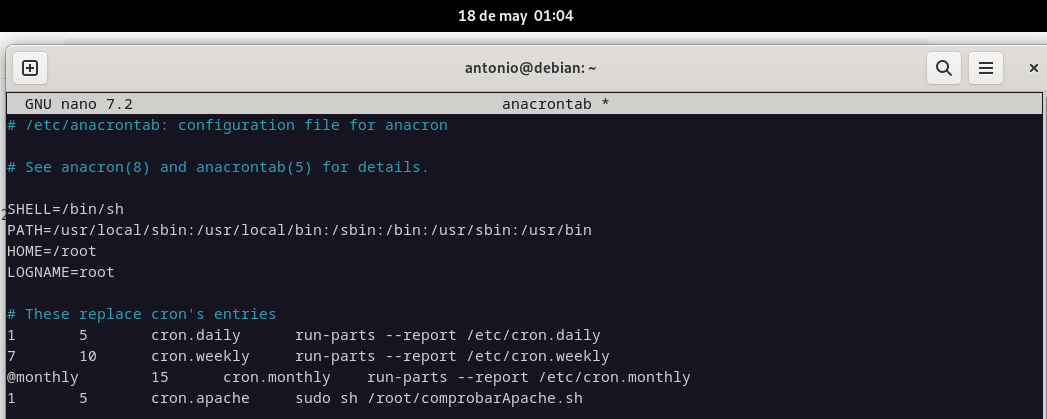 18 de may 01:04
antonio@debian: ~
GNU nano 7.2 anacrontab *
# /etc/anacrontab: configuration file for anacron
# See anacron(8) and anacrontab(5) for details.
SHELL=/bin/sh
PATH=/usr/local/sbin:/usr/local/bin:/sbin:/bin:/usr/sbin:/usr/bin
HOME=/root
LOGNAME=root
# These replace cron's entries
1 5 cron.daily run-parts --report /etc/cron.daily
7 10 cron.weekly run-parts --report /etc/cron.weekly
@monthly 15 cron.monthly run-parts --report /etc/cron.monthly
1 5 cron.apache sudo sh /root/comprobarApache.sh